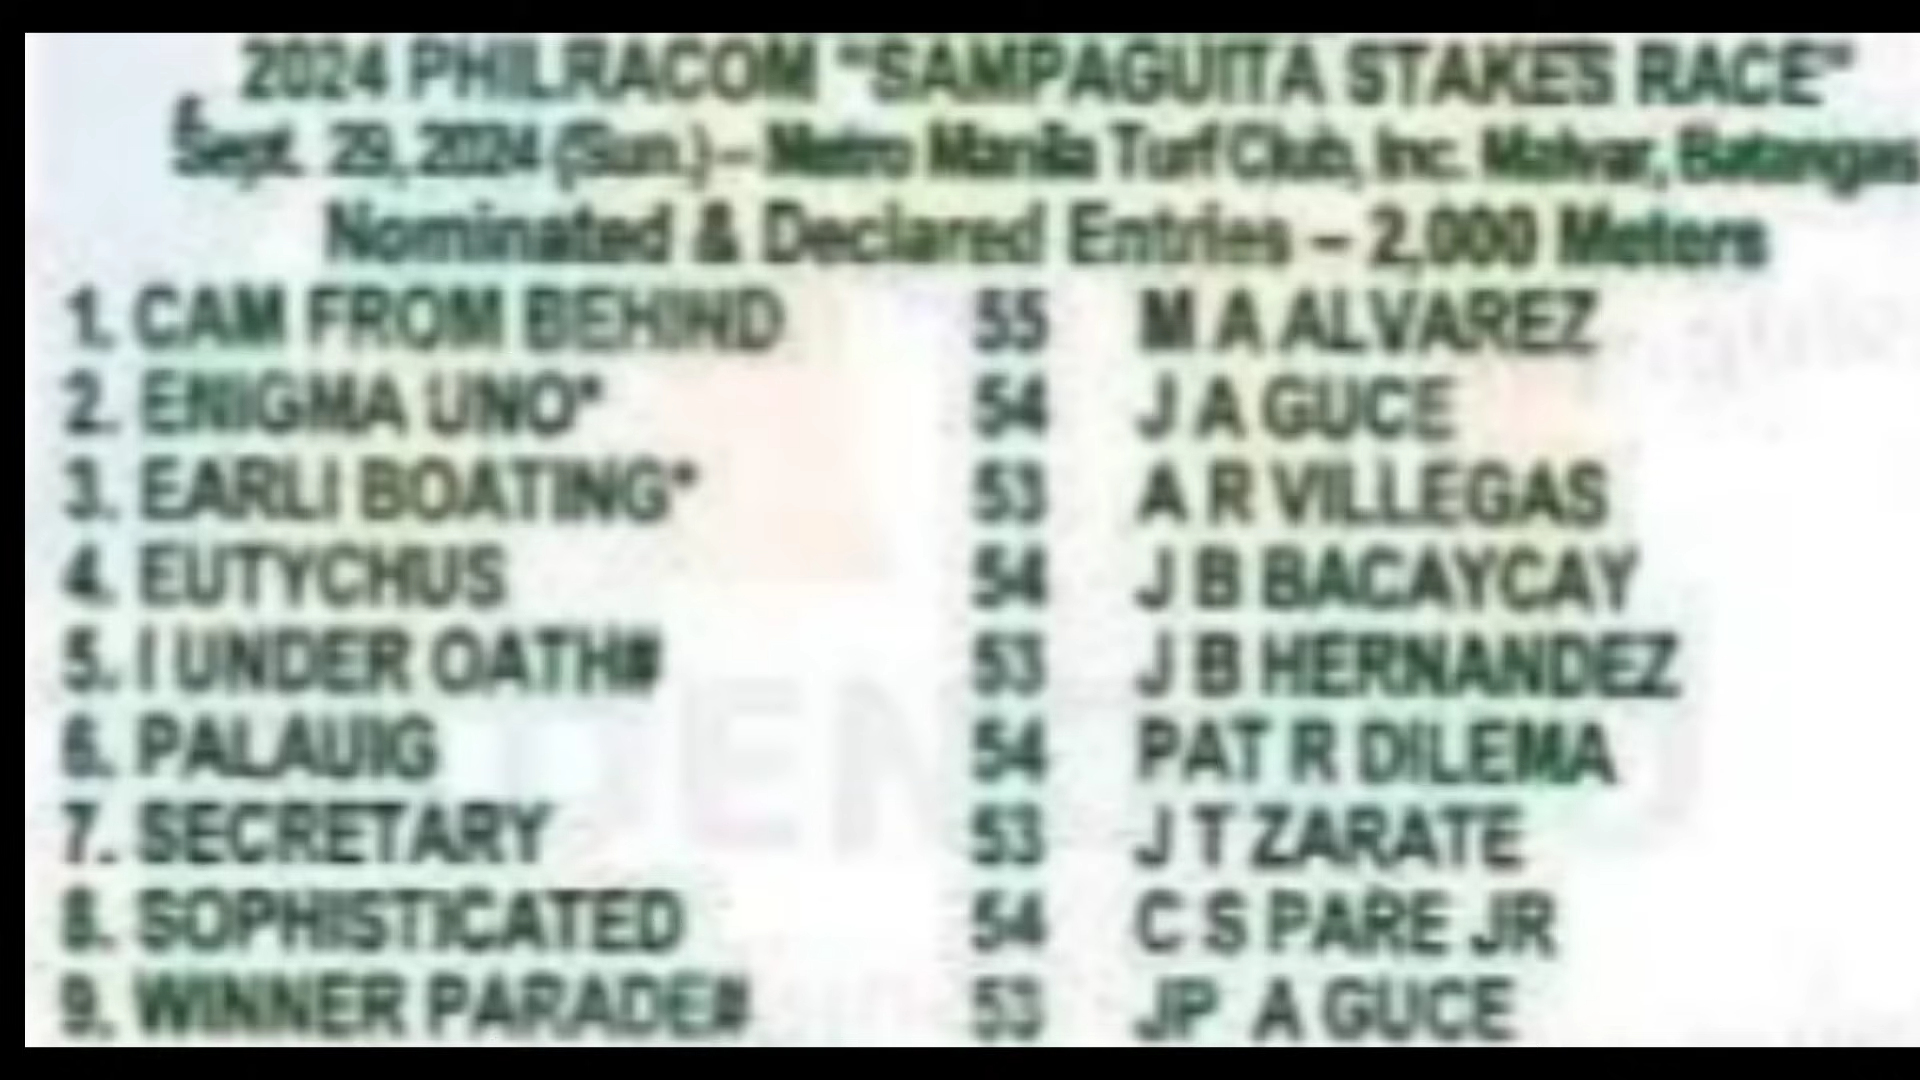 2024 PHILRACOM "SAMPAGUITA STAKES RACE"
Sept. 29, 2024 (Sun.) – Metro Manila Turf Club, Inc. Malvar, Batangas
Nominated & Declared Entries – 2,000 Meters
1. CAM FROM BEHIND 55 M A ALVAREZ
2. ENIGMA UNO* 54 J A GUCE
3. EARLI BOATING* 53 A R VILLEGAS
4. EUTYCHUS 54 J B BACAYCAY
5. I UNDER OATH# 53 J B HERNANDEZ
6. PALAUIG 54 PAT R DILEMA
7. SECRETARY 53 J T ZARATE
8. SOPHISTICATED 54 C S PARE JR
9. WINNER PARADE# 53 JP A GUCE